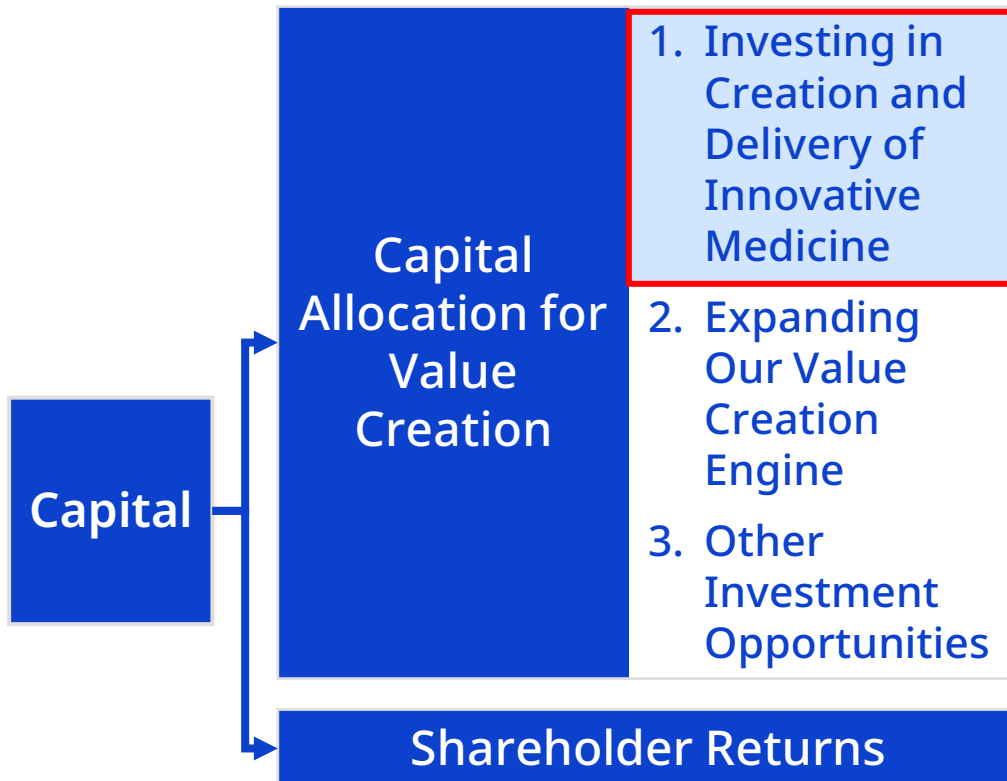 Capital
Capital
Allocation for
Value
Creation
1. Investing in
Creation and
Delivery of
Innovative
Medicine
2. Expanding
Our Value
Creation
Engine
3. Other
Investment
Opportunities
Shareholder Returns